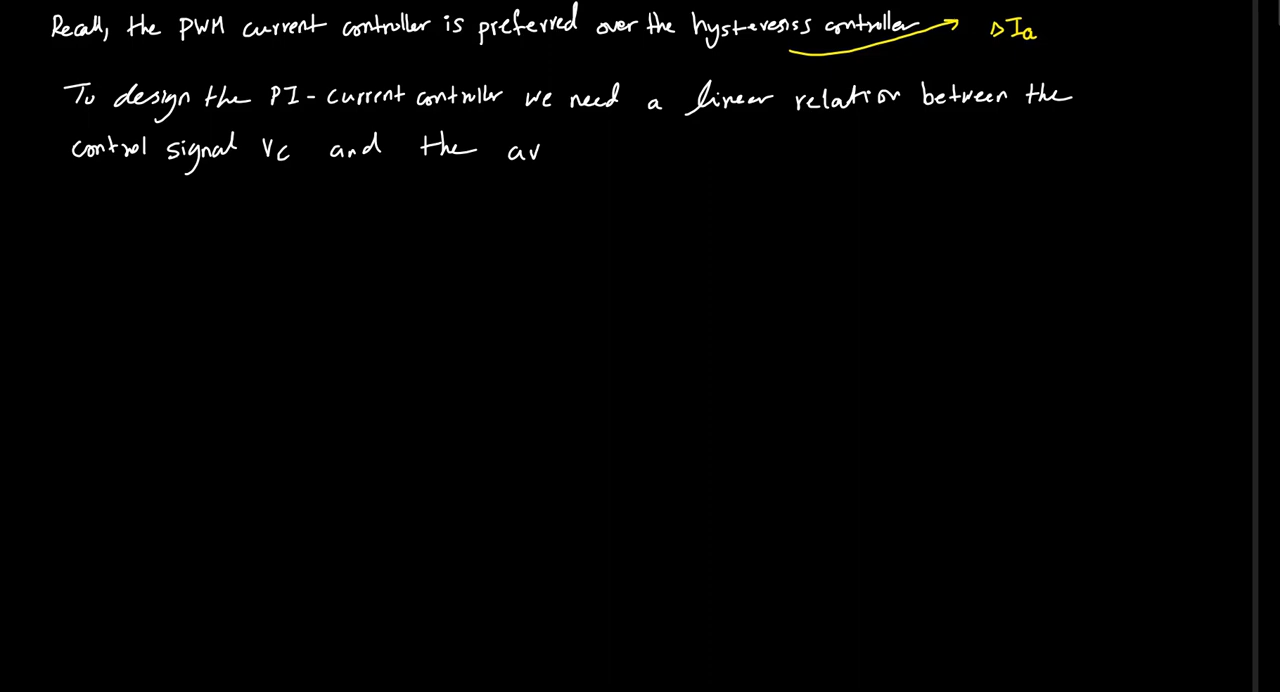 Recall, the PWM current controller is preferred over the hysteresiss controller ΔIa
To design the PI-current controller we need a linear relation between the
control signal Vc and the av